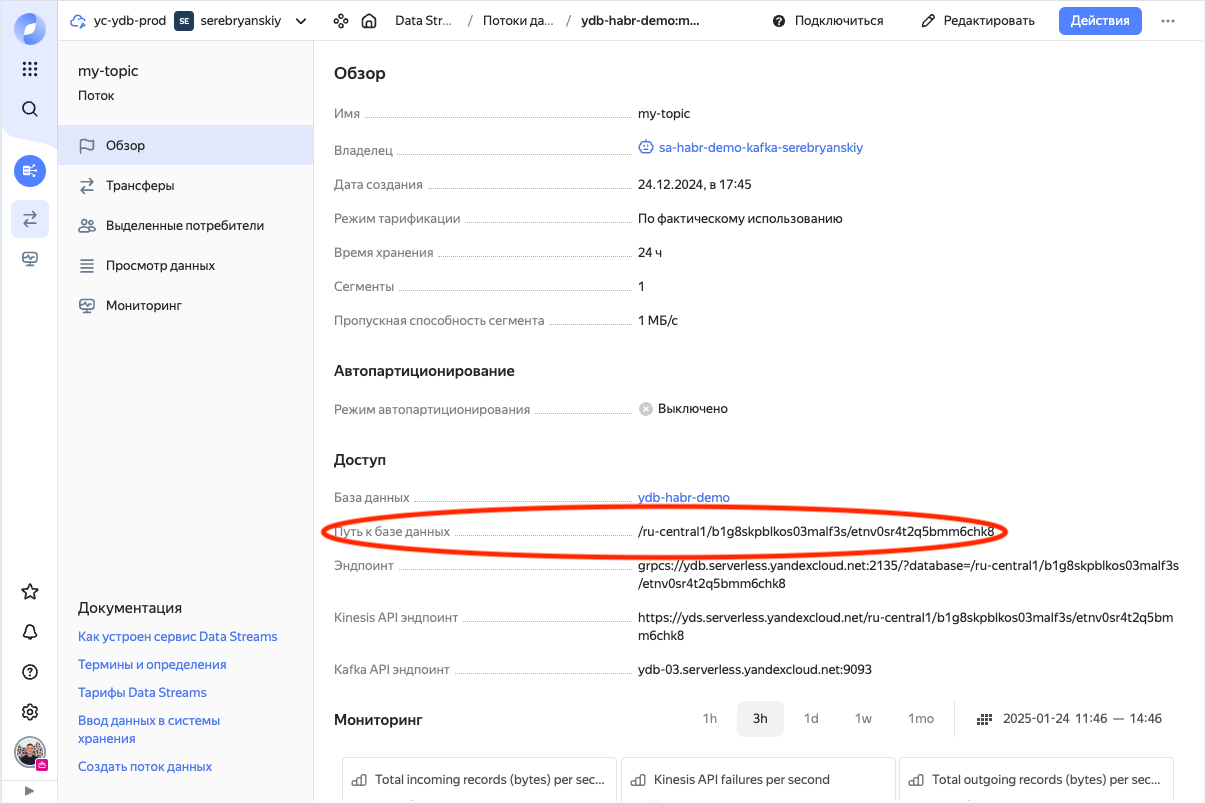 yc-ydb-prod SE serebryanskiy Data Str... / Потоки да... / ydb-habr-demo:m... Подключиться Редактировать Действия
my-topic
Поток
Обзор
Трансферы
Выделенные потребители
Просмотр данных
Мониторинг
Документация
Как устроен сервис Data Streams
Термины и определения
Тарифы Data Streams
Ввод данных в системы
хранения
Создать поток данных
Обзор
Имя my-topic
Владелец sa-habr-demo-kafka-serebryanskiy
Дата создания 24.12.2024, в 17:45
Режим тарификации По фактическому использованию
Время хранения 24 ч
Сегменты 1
Пропускная способность сегмента 1 МБ/с
Автопартиционирование
Режим автопартиционирования Выключено
Доступ
База данных ydb-habr-demo
Путь к базе данных /ru-central1/b1g8skpblkos03malf3s/etnv0sr4t2q5bmm6chk8
Эндпоинт grpcs://ydb.serverless.yandexcloud.net:2135/?database=/ru-central1/b1g8skpblkos03malf3s
/etnv0sr4t2q5bmm6chk8
Kinesis API эндпоинт https://yds.serverless.yandexcloud.net/ru-central1/b1g8skpblkos03malf3s/etnv0sr4t2q5bm
m6chk8
Kafka API эндпоинт ydb-03.serverless.yandexcloud.net:9093
Мониторинг 1h 3h 1d 1w 1mo 2025-01-24 11:46 — 14:46
Total incoming records (bytes) per sec... Kinesis API failures per second Total outgoing records (bytes) per sec...